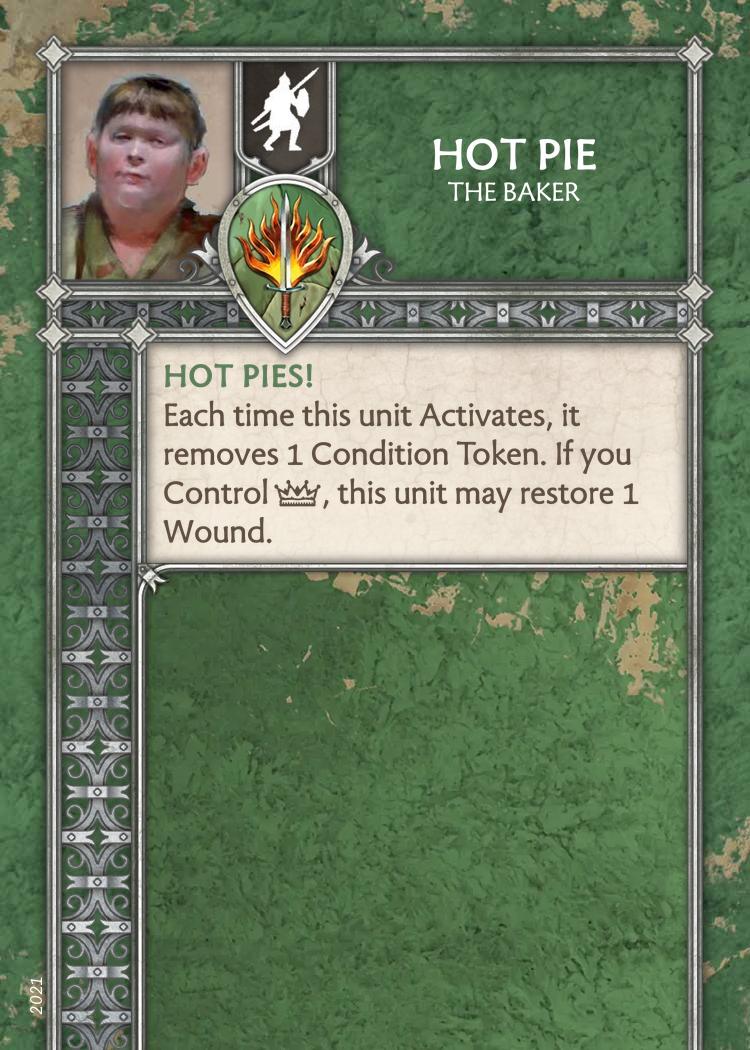 HOT PIE
THE BAKER
HOT PIES!
Each time this unit Activates, it
removes 1 Condition Token. If you
Control , this unit may restore 1
Wound.
2021